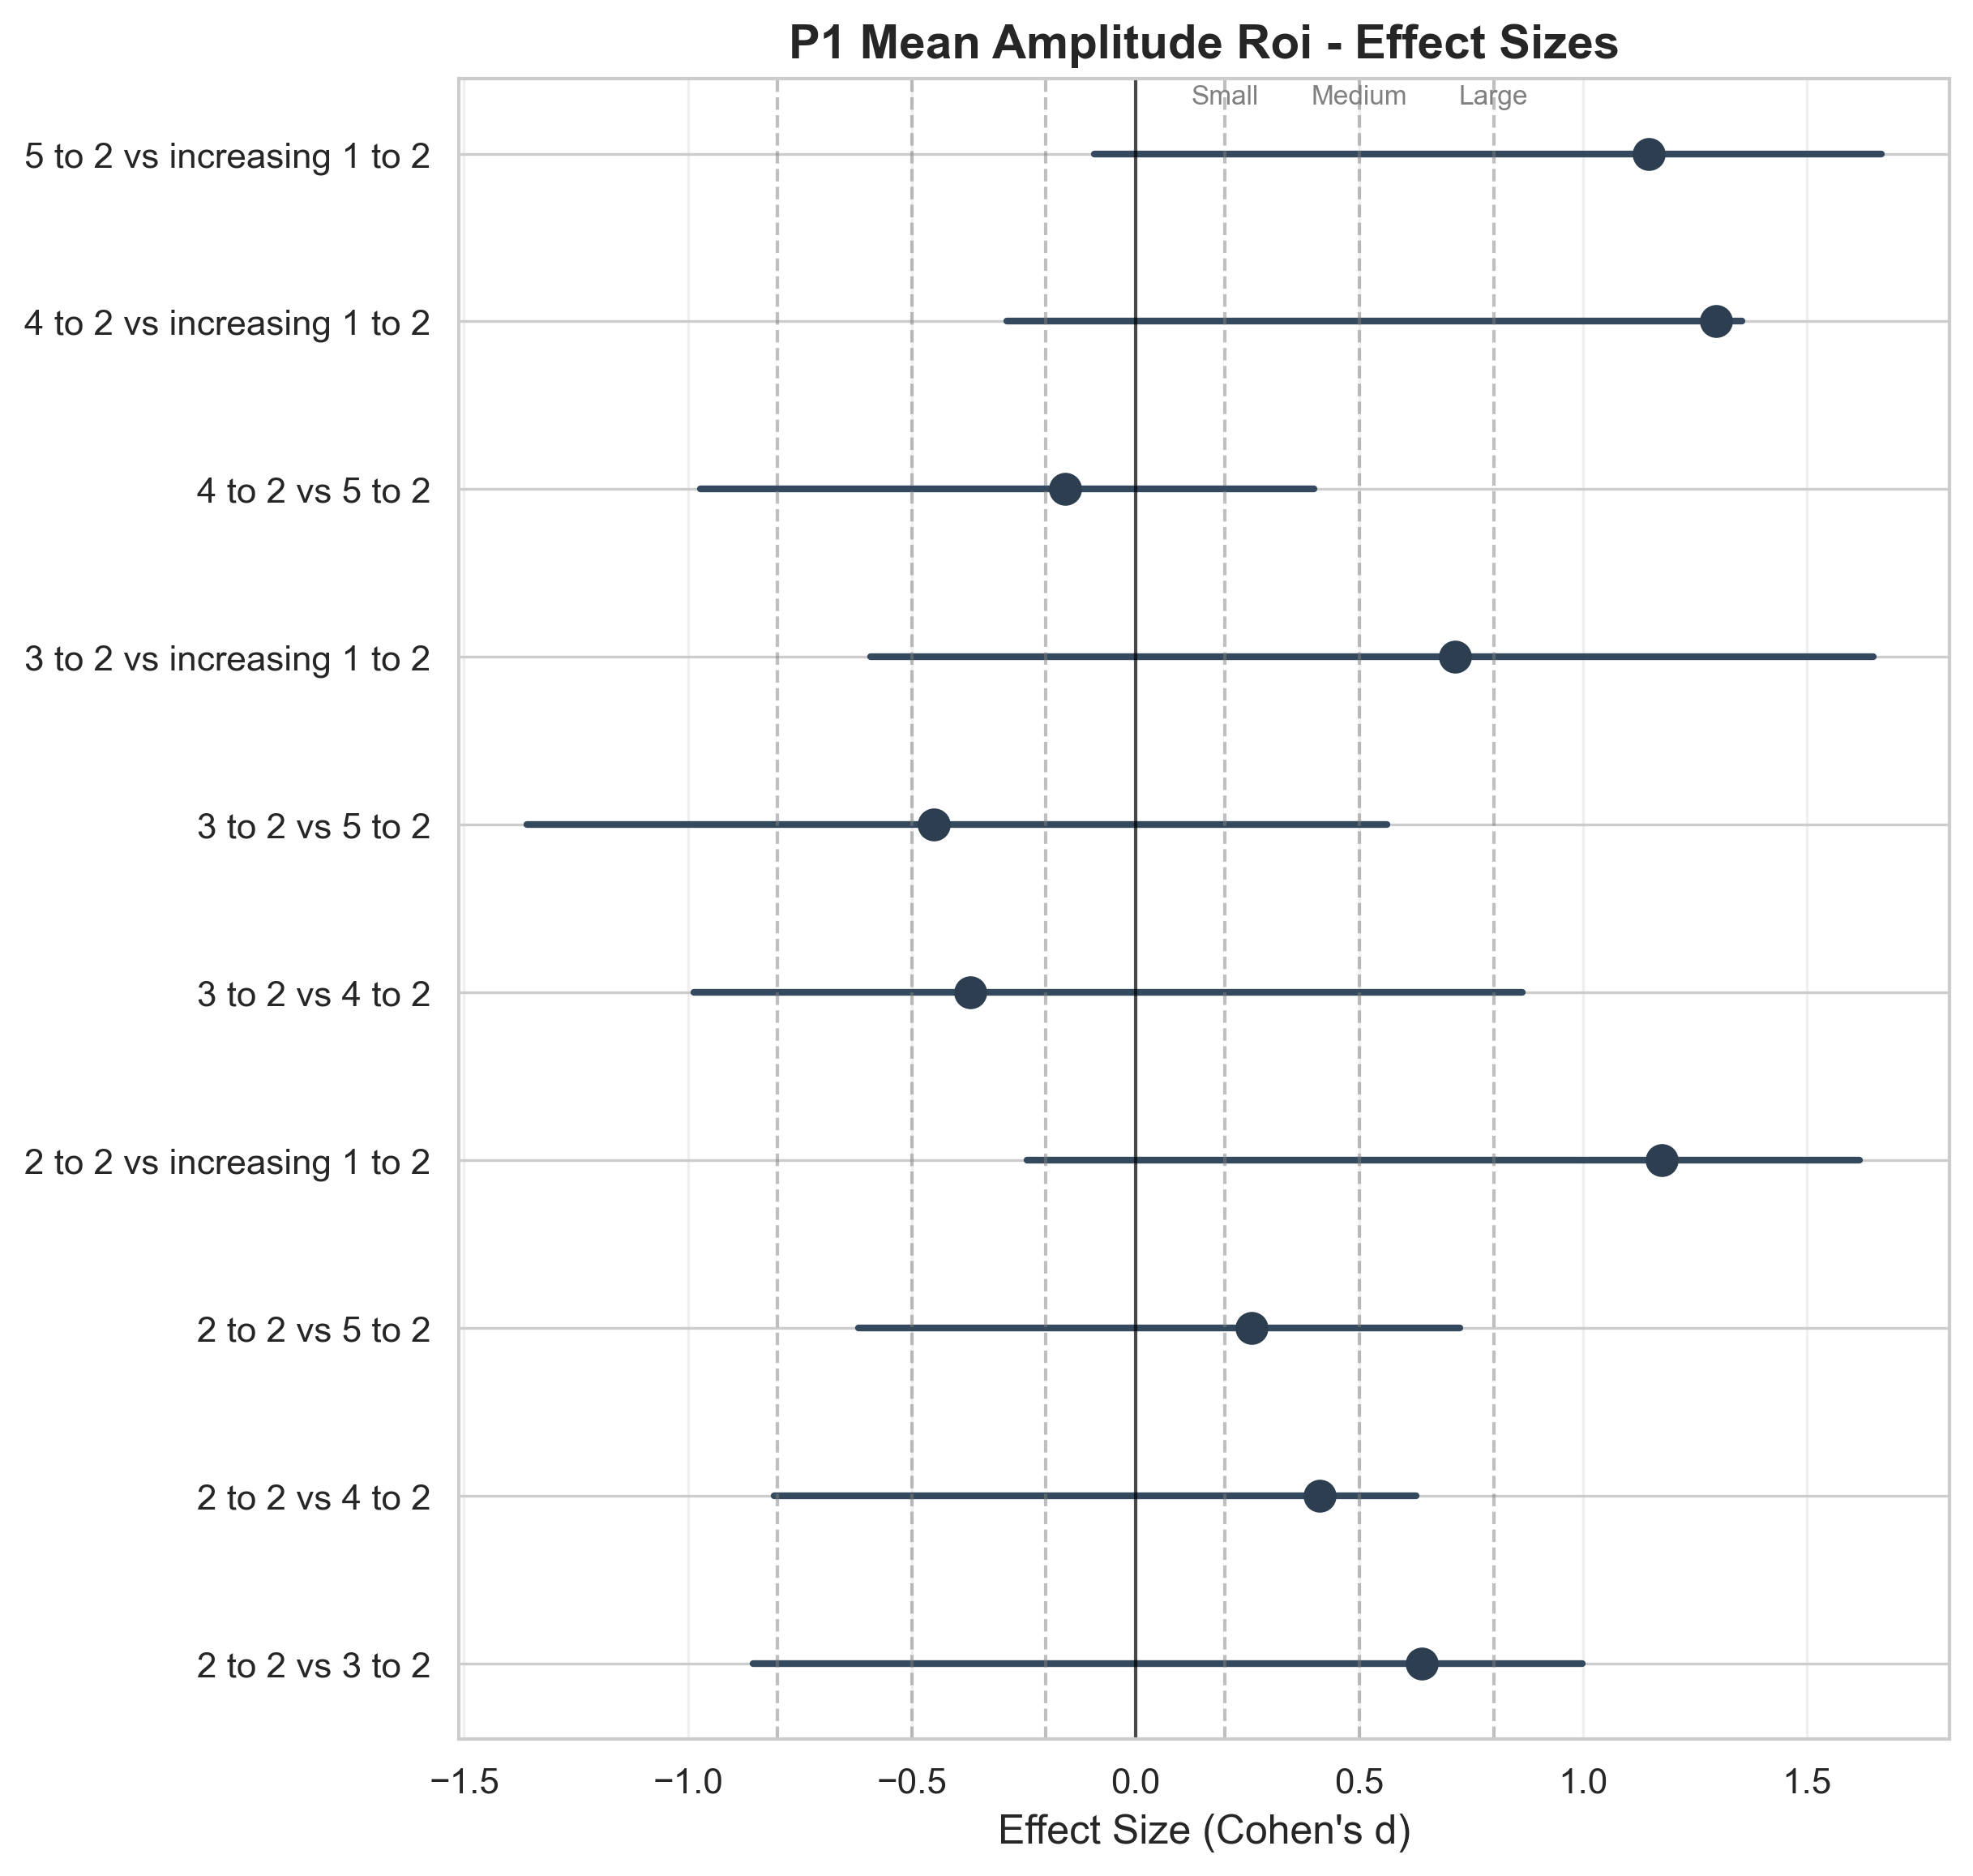 P1 Mean Amplitude Roi - Effect Sizes
Small Medium Large
5 to 2 vs increasing 1 to 2
4 to 2 vs increasing 1 to 2
4 to 2 vs 5 to 2
3 to 2 vs increasing 1 to 2
3 to 2 vs 5 to 2
3 to 2 vs 4 to 2
2 to 2 vs increasing 1 to 2
2 to 2 vs 5 to 2
2 to 2 vs 4 to 2
2 to 2 vs 3 to 2
−1.5 −1.0 −0.5 0.0 0.5 1.0 1.5
Effect Size (Cohen's d)